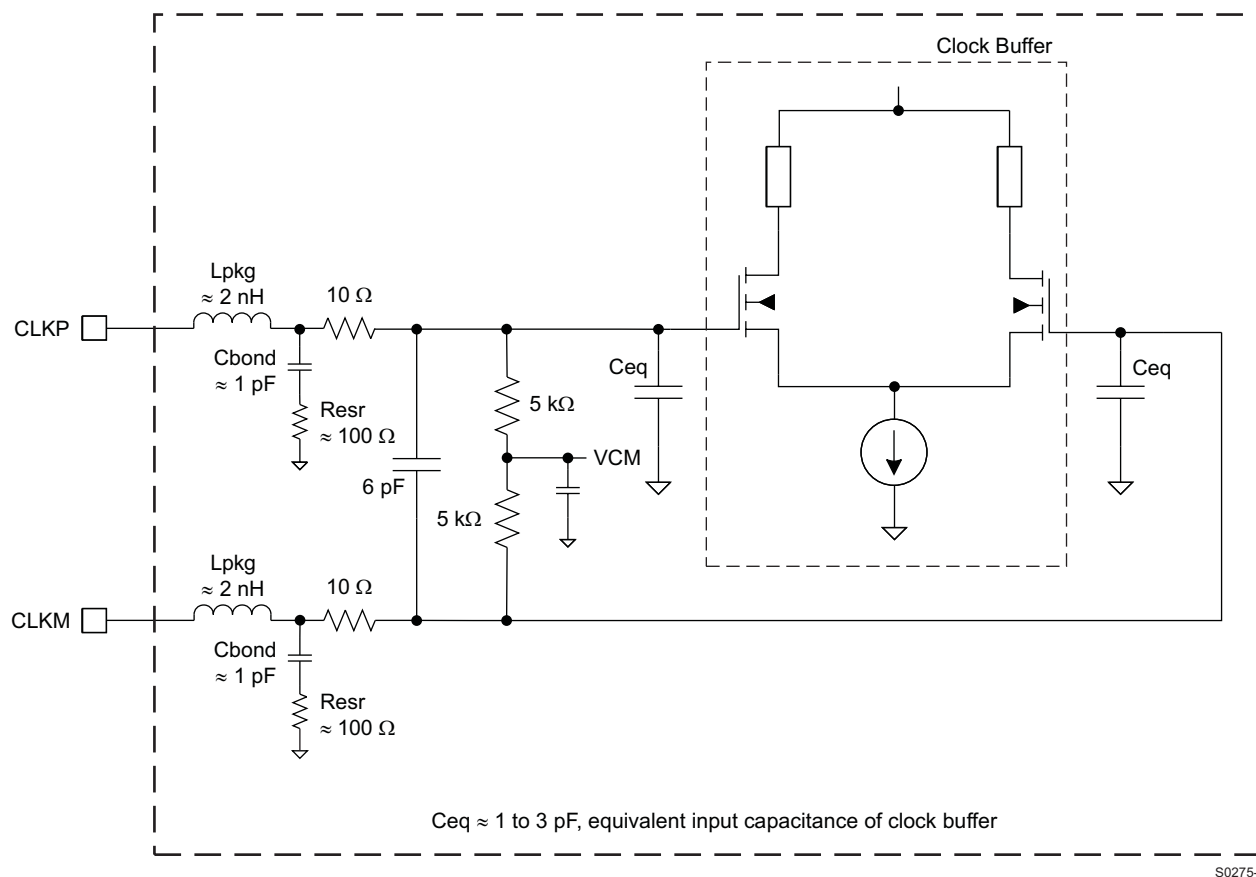 Clock Buffer
Lpkg
≈ 2 nH
10 Ω
CLKP
Cbond
≈ 1 pF
Resr
≈ 100 Ω
6 pF
5 kΩ
VCM
5 kΩ
Ceq
Ceq
Lpkg
≈ 2 nH
10 Ω
CLKM
Cbond
≈ 1 pF
Resr
≈ 100 Ω
Ceq ≈ 1 to 3 pF, equivalent input capacitance of clock buffer
S0275-